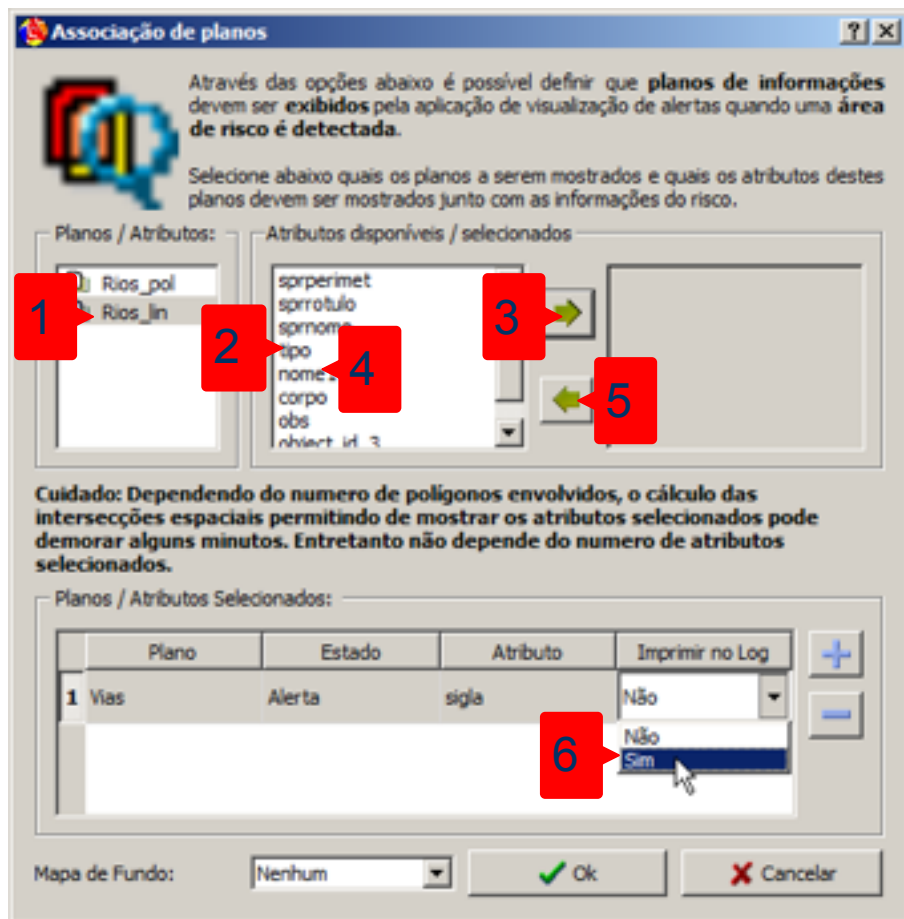 Associação de planos
Através das opções abaixo é possível definir que planos de informações
devem ser exibidos pela aplicação de visualização de alertas quando uma área
de risco é detectada.
Selecione abaixo quais os planos a serem mostrados e quais os atributos destes
planos devem ser mostrados junto com as informações do risco.
Planos / Atributos:
Atributos disponíveis / selecionados
Rios_pol
Rios_lin
sprperimet
sprrotulo
sprnome
tipo
nome
corpo
obs
object_id_3
1
2
3
4
5
Cuidado: Dependendo do numero de polígonos envolvidos, o cálculo das
intersecções espaciais permitindo de mostrar os atributos selecionados pode
demorar alguns minutos. Entretanto não depende do numero de atributos
selecionados.
Planos / Atributos Selecionados:
Plano Estado Atributo Imprimir no Log
1 Vias Alerta sigla Não
Não
Sim
6
Mapa de Fundo: Nenhum Ok Cancelar